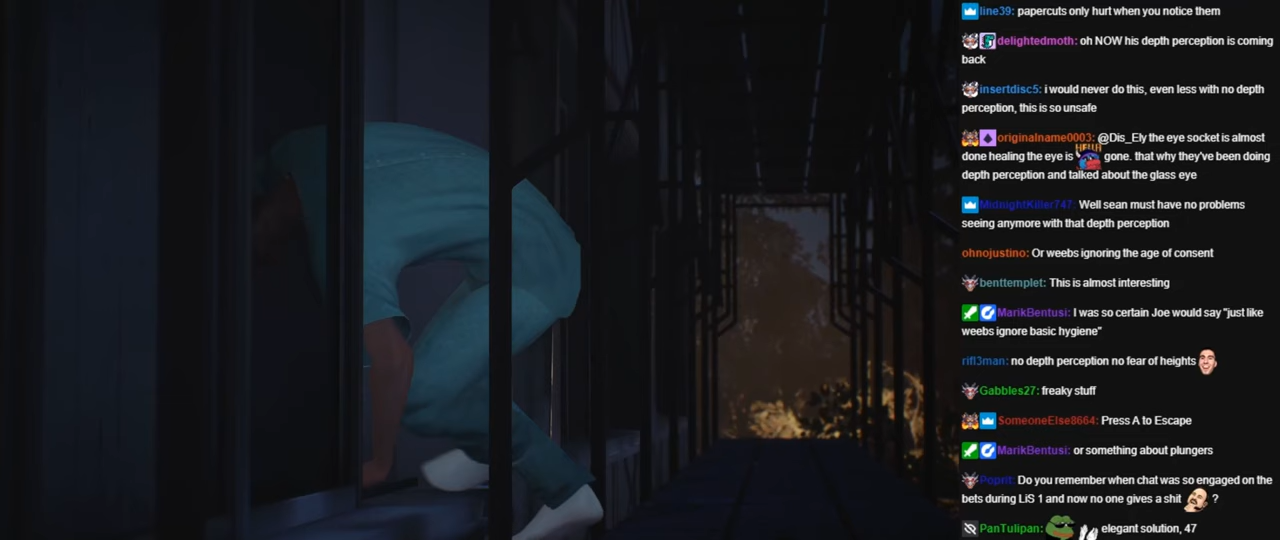 line39: papercuts only hurt when you notice them
delightedmoth: oh NOW his depth perception is coming
back
insertdisc5: i would never do this, even less with no depth
perception, this is so unsafe
originalname0003: @Dis_Ely the eye socket is almost
done healing the eye is gone. that why they've been doing
depth perception and talked about the glass eye
MidnightKiller747: Well sean must have no problems
seeing anymore with that depth perception
ohnojustino: Or weebs ignoring the age of consent
benttemplet: This is almost interesting
MarikBentusi: I was so certain Joe would say "just like
weebs ignore basic hygiene"
rifl3man: no depth perception no fear of heights
Gabbles27: freaky stuff
SomeoneElse8664: Press A to Escape
MarikBentusi: or something about plungers
Do you remember when chat was so engaged on the
bets during LiS 1 and now no one gives a shit ?
PanTulipan: elegant solution, 47